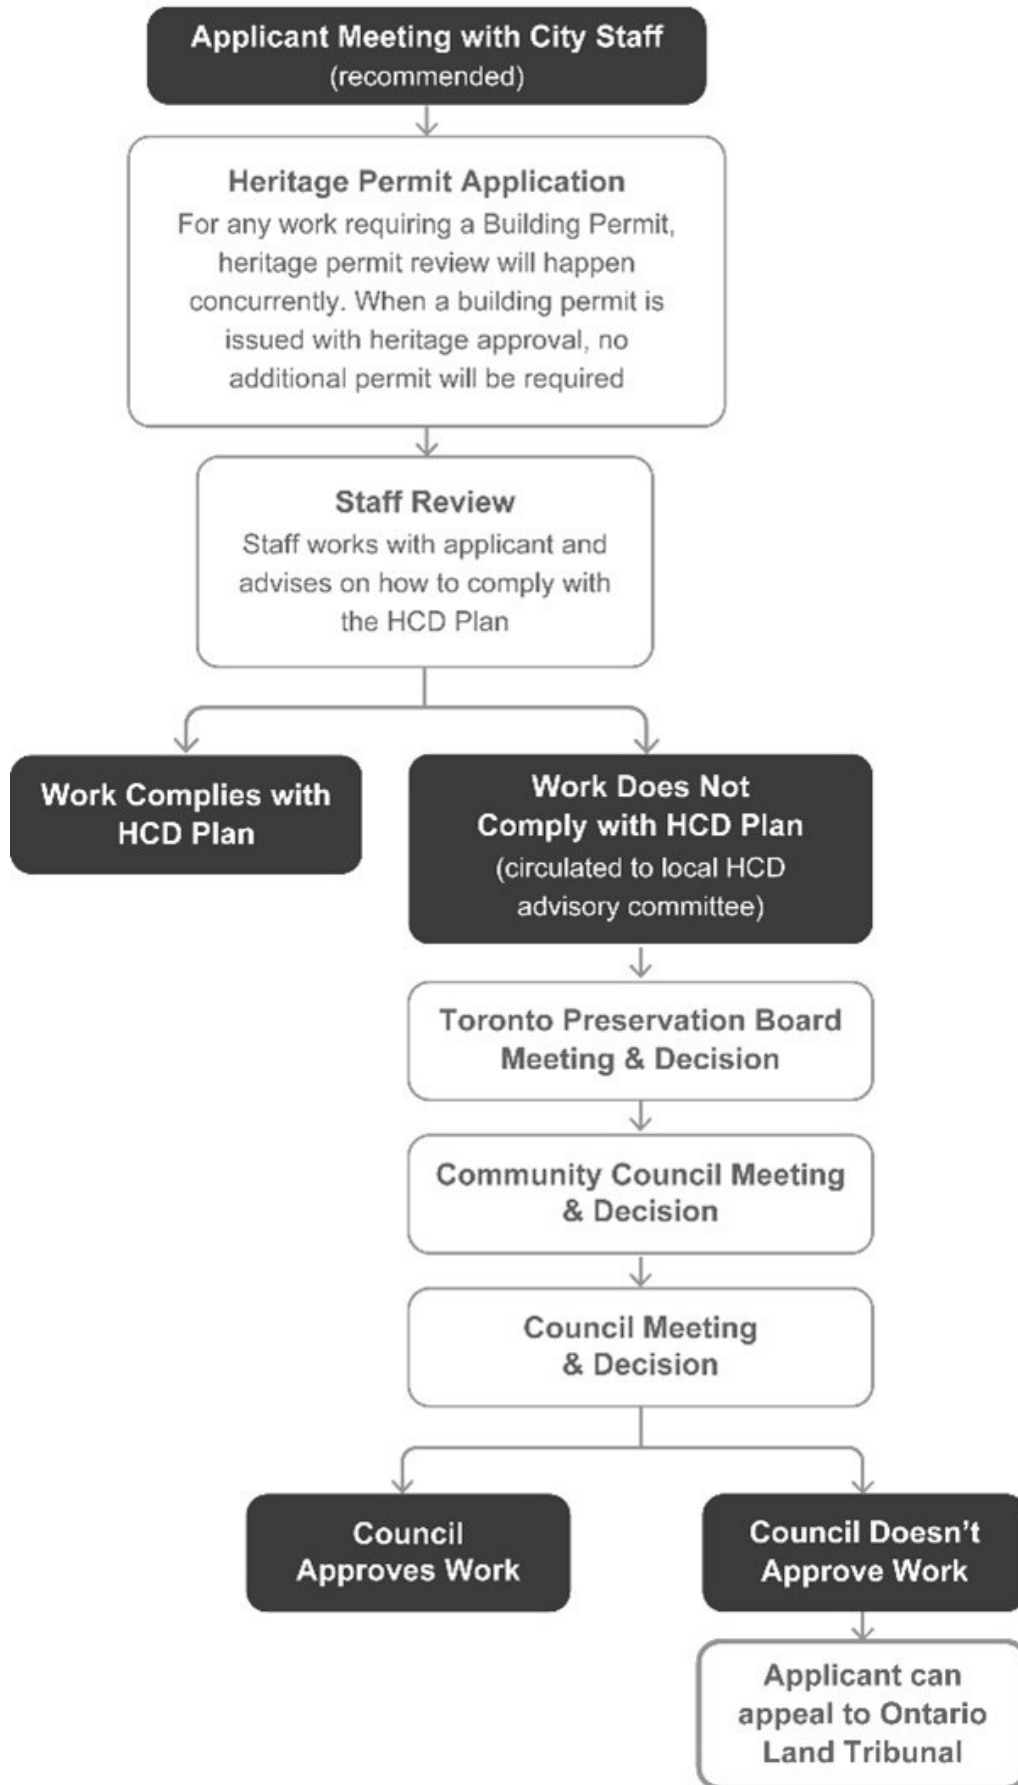 Applicant Meeting with City Staff
(recommended)
Heritage Permit Application
For any work requiring a Building Permit,
heritage permit review will happen
concurrently. When a building permit is
issued with heritage approval, no
additional permit will be required
Staff Review
Staff works with applicant and
advises on how to comply with
the HCD Plan
Work Complies with
HCD Plan
Work Does Not
Comply with HCD Plan
(circulated to local HCD
advisory committee)
Toronto Preservation Board
Meeting & Decision
Community Council Meeting
& Decision
Council Meeting
& Decision
Council
Approves Work
Council Doesn’t
Approve Work
Applicant can
appeal to Ontario
Land Tribunal